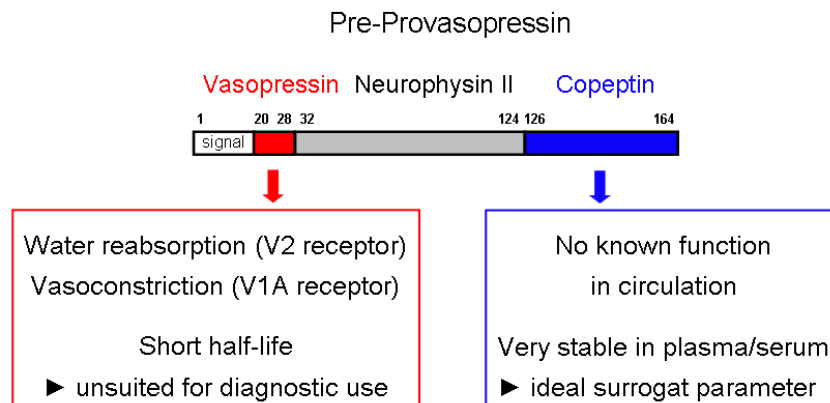 Pre-Provasopressin
Vasopressin Neurophysin II Copeptin
1 20 28 32 124 126 164
signal
Water reabsorption (V2 receptor)
Vasoconstriction (V1A receptor)
Short half-life
► unsuited for diagnostic use
No known function
in circulation
Very stable in plasma/serum
► ideal surrogat parameter